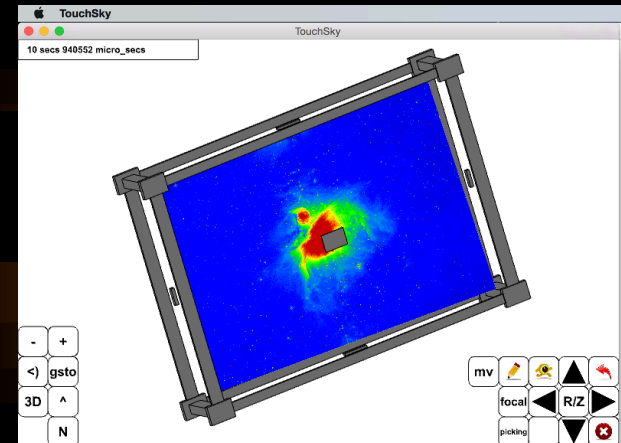 TouchSky
TouchSky
10 secs 940552 micro_secs
- +
<) gsto mv
3D ^ focal R/Z
N picking